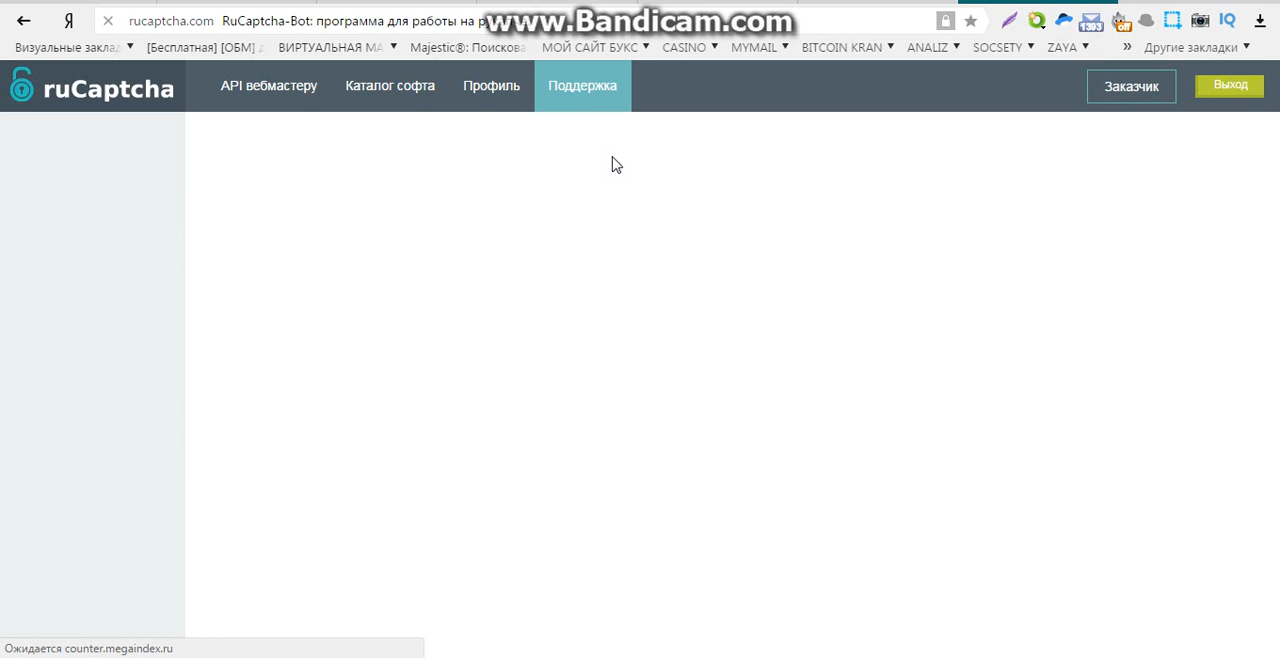 www.Bandicam.com
rucaptcha.com RuCaptcha-Bot: программа для работы на
Визуальные заклад [Бесплатная] [ОБМ] ВИРТУАЛЬНАЯ МА Majestic®: Поискова МОЙ САЙТ БУКС CASINO MYMAIL BITCOIN KRAN ANALIZ SOCSETY ZAYA » Другие закладки
ruCaptcha API вебмастеру Каталог софта Профиль Поддержка Заказчик Выход
Ожидается counter.megaindex.ru